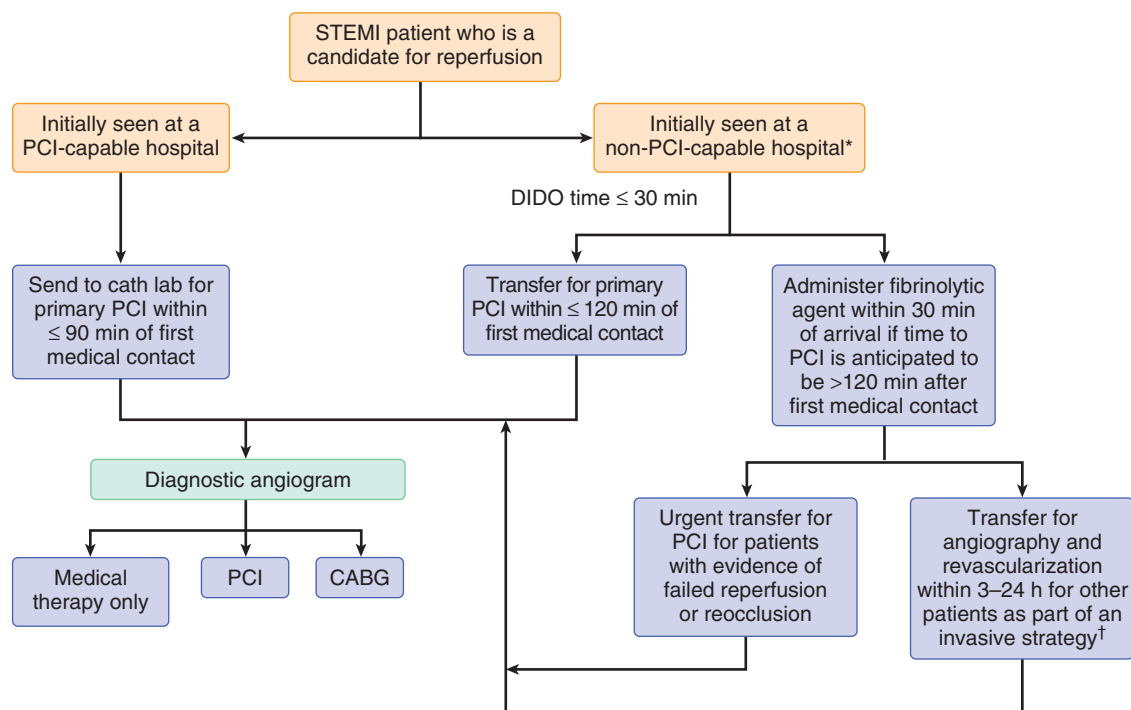 STEMI patient who is a
candidate for reperfusion
Initially seen at a
PCI-capable hospital
Initially seen at a
non-PCI-capable hospital*
DIDO time ≤ 30 min
Send to cath lab for
primary PCI within
≤ 90 min of first
medical contact
Transfer for primary
PCI within ≤ 120 min of
first medical contact
Administer fibrinolytic
agent within 30 min
of arrival if time to
PCI is anticipated to
be >120 min after
first medical contact
Diagnostic angiogram
Medical
therapy only
PCI
CABG
Urgent transfer for
PCI for patients
with evidence of
failed reperfusion
or reocclusion
Transfer for
angiography and
revascularization
within 3–24 h for other
patients as part of an
invasive strategy†